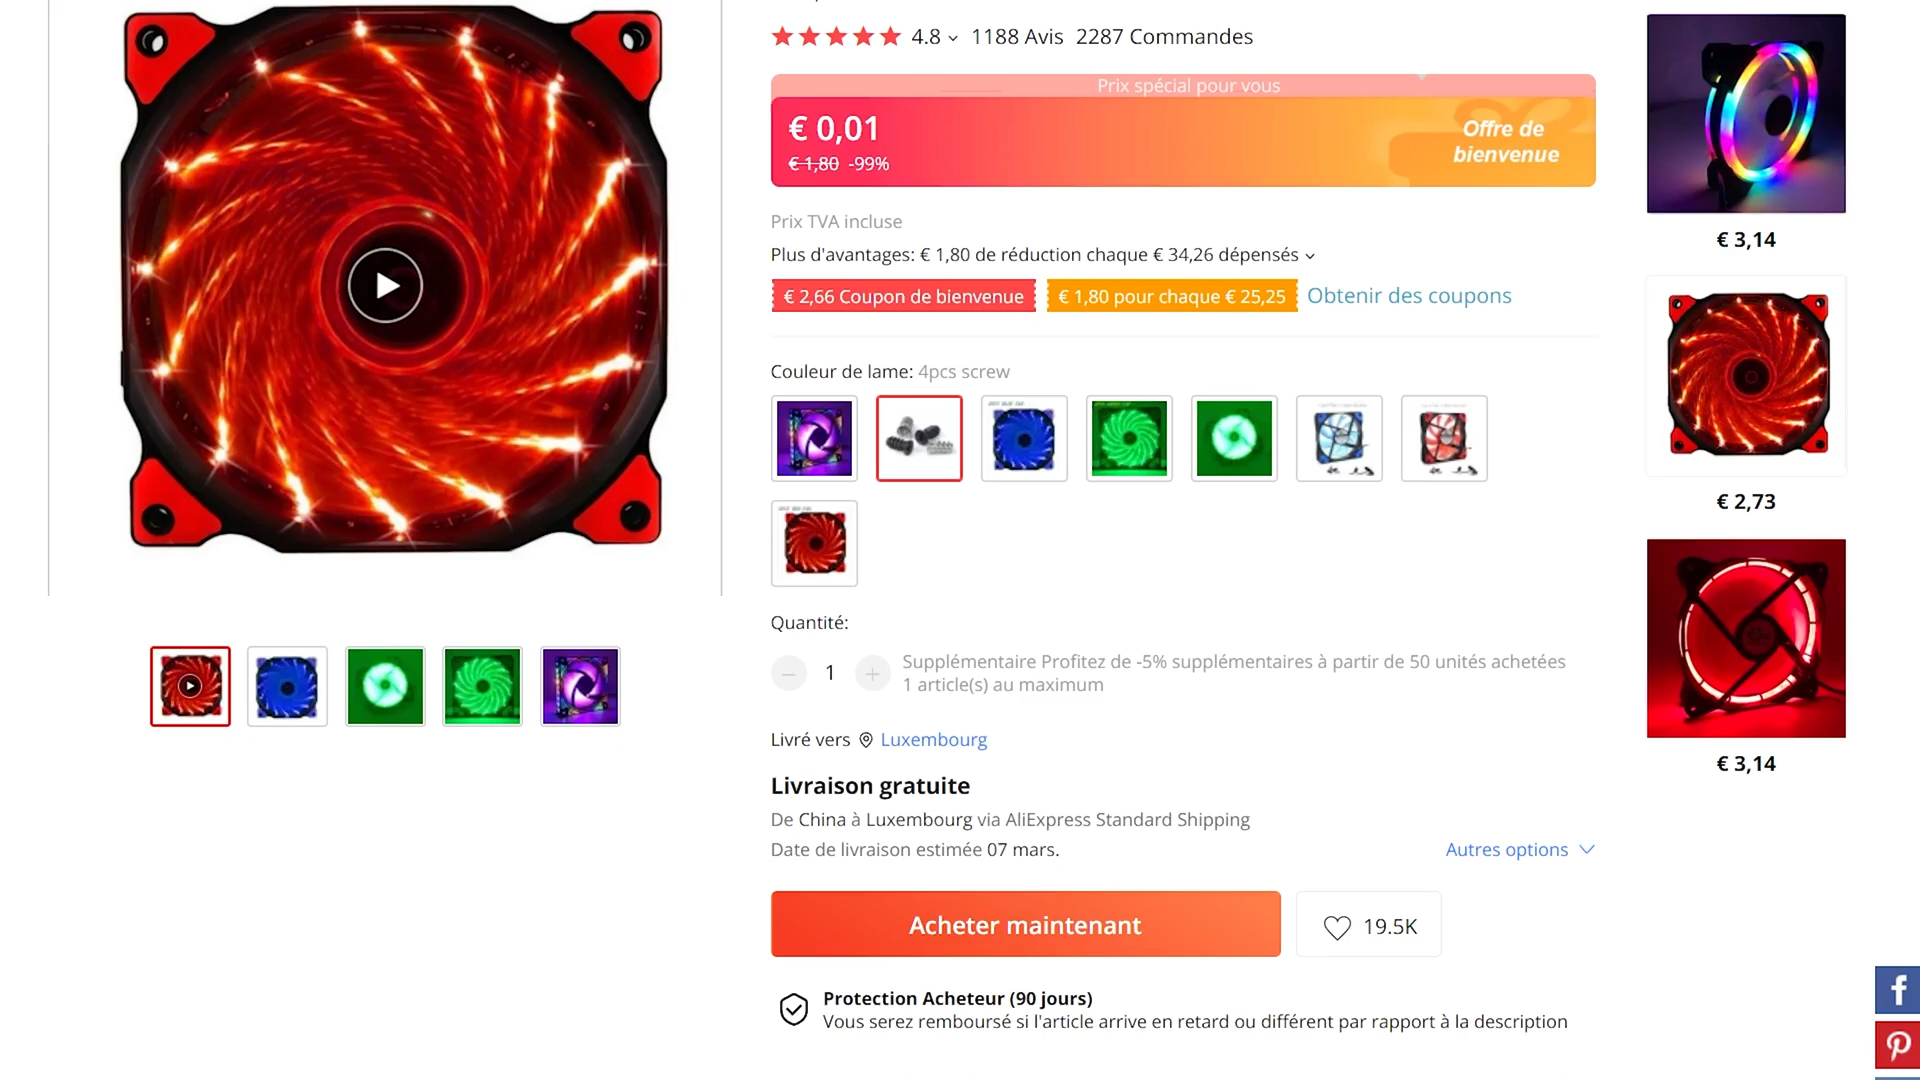 4.8 1188 Avis 2287 Commandes
Prix spécial pour vous
€ 0,01
€ 1,80 -99%
Offre de
bienvenue
Prix TVA incluse
Plus d'avantages: € 1,80 de réduction chaque € 34,26 dépensés
€ 2,66 Coupon de bienvenue
€ 1,80 pour chaque € 25,25
Obtenir des coupons
Couleur de lame: 4pcs screw
Quantité:
1
Supplémentaire Profitez de -5% supplémentaires à partir de 50 unités achetées
1 article(s) au maximum
Livré vers Luxembourg
Livraison gratuite
De China à Luxembourg via AliExpress Standard Shipping
Date de livraison estimée 07 mars.
Autres options
Acheter maintenant
19.5K
Protection Acheteur (90 jours)
Vous serez remboursé si l'article arrive en retard ou différent par rapport à la description
€ 3,14
€ 2,73
€ 3,14